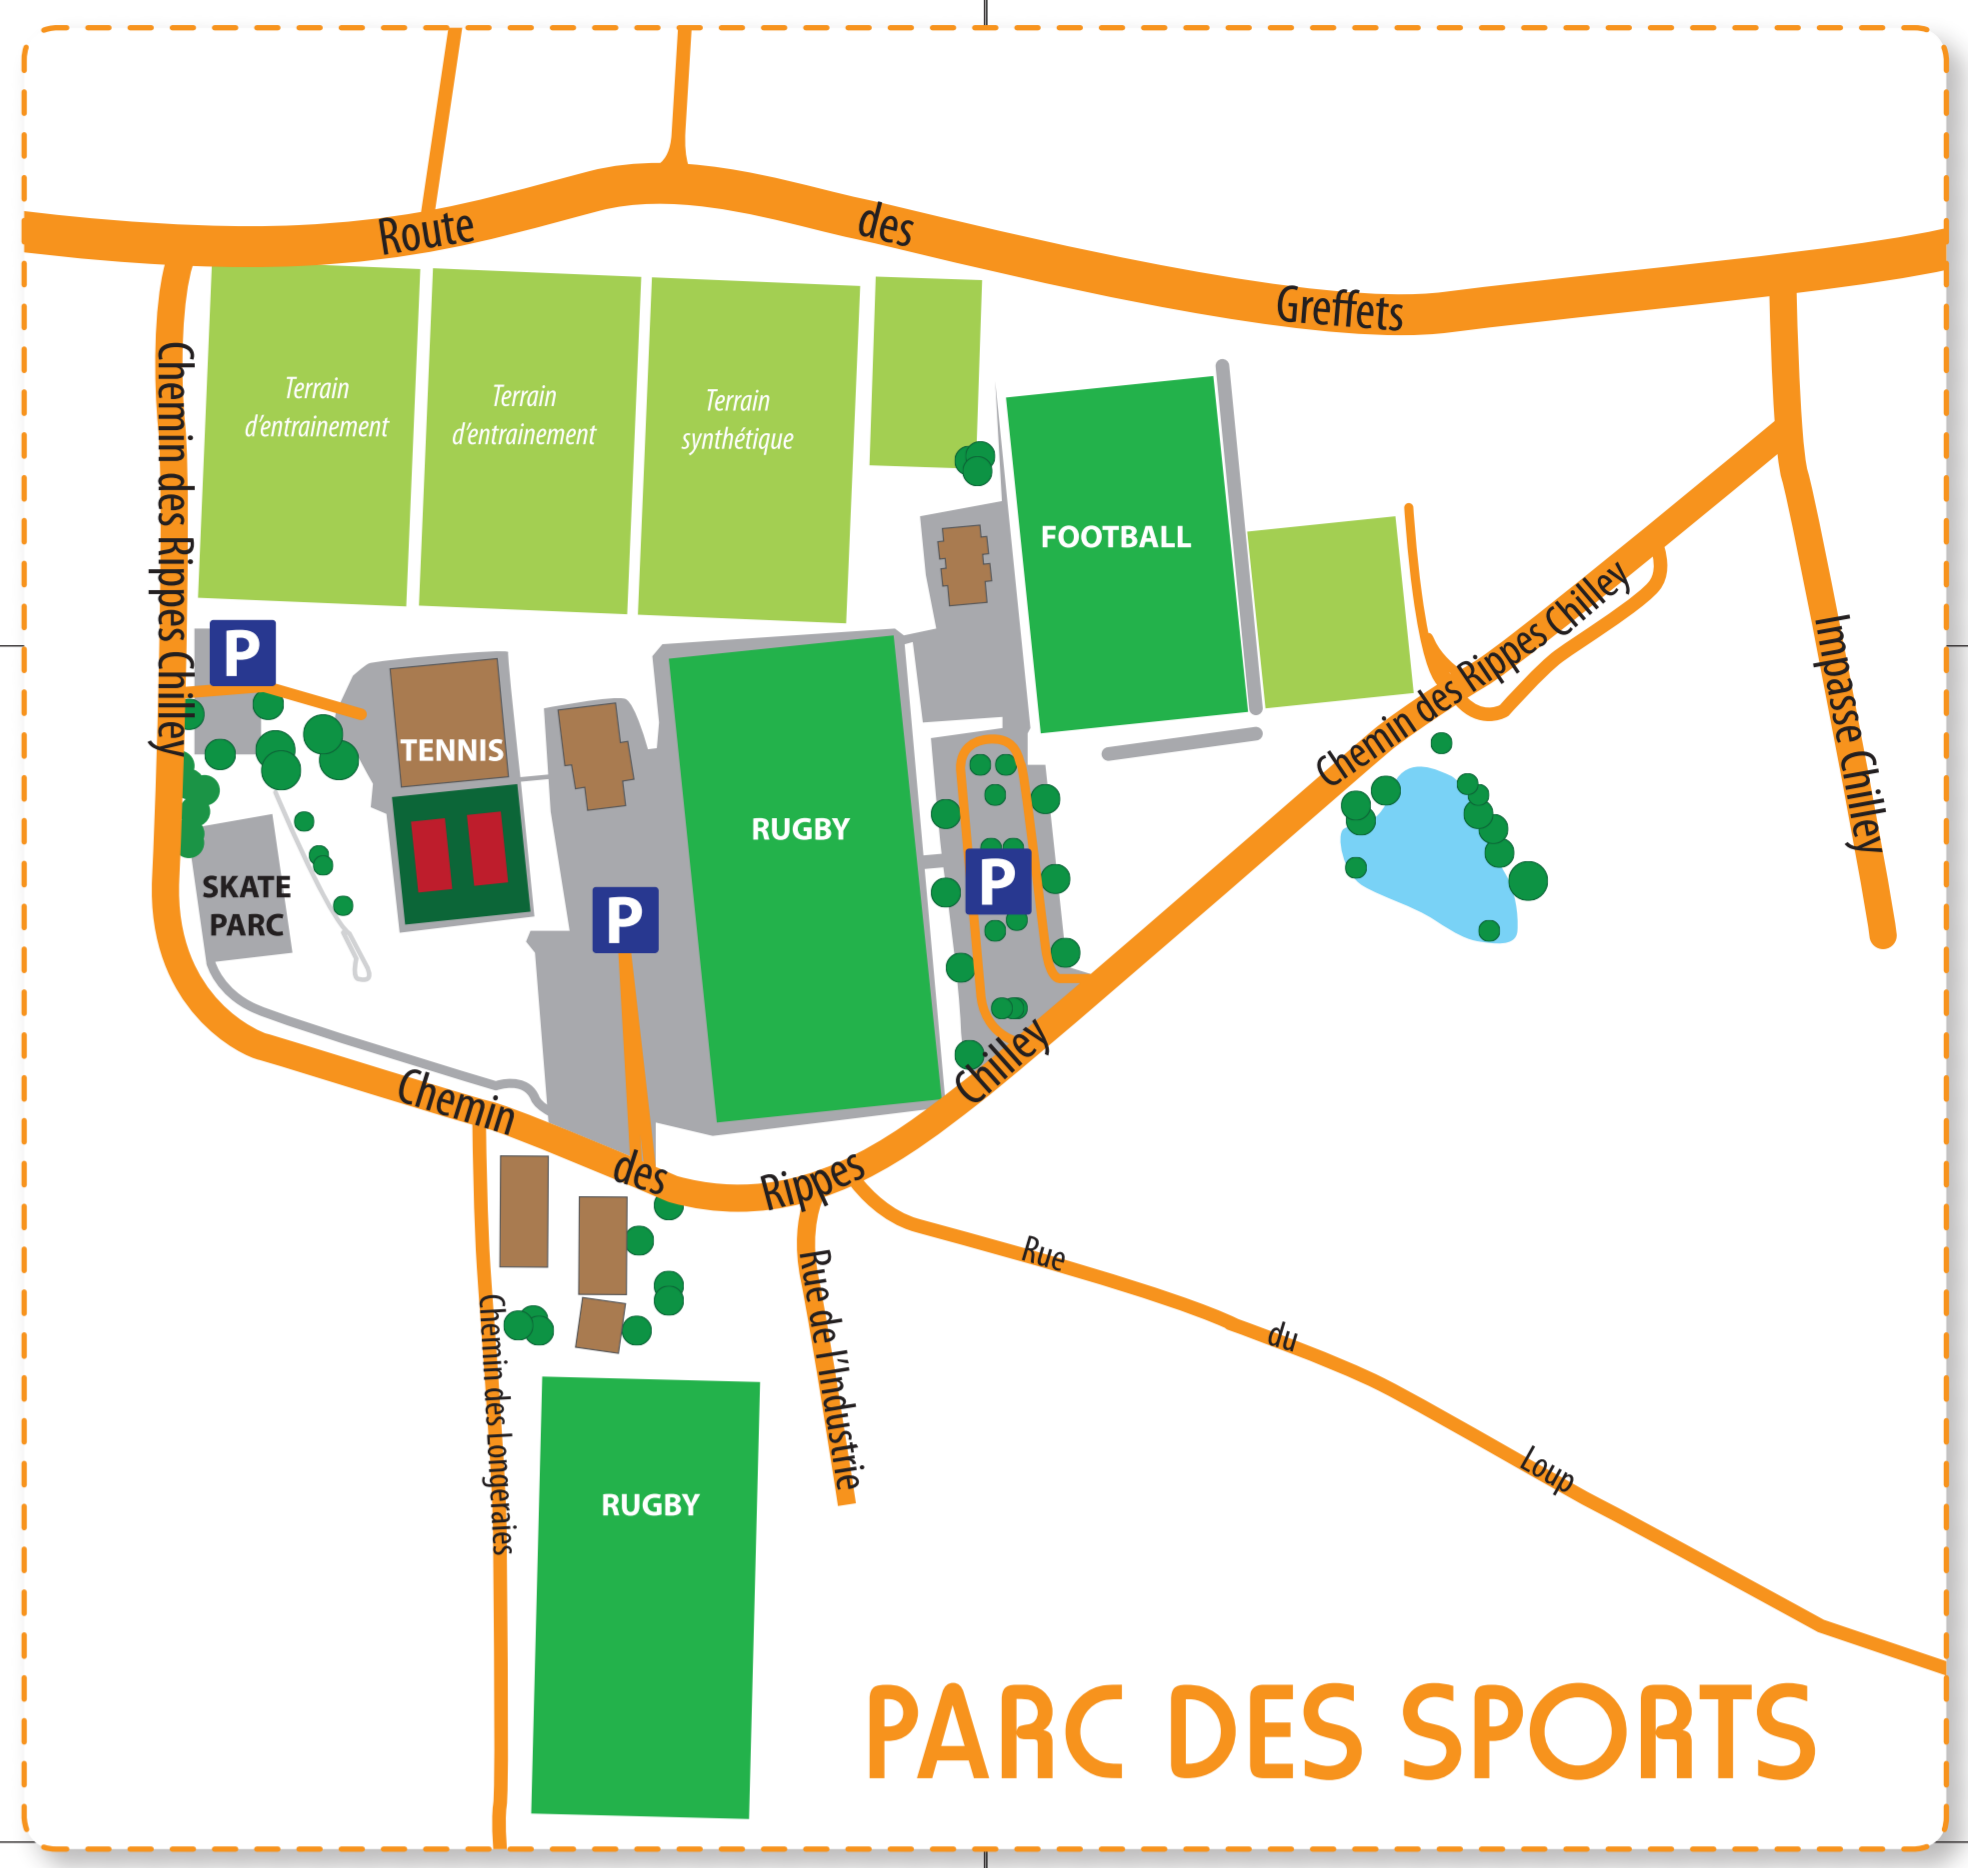 Route des Greffets
Terrain
d'entrainement
Terrain
d'entrainement
Terrain
synthétique
Chemin des Rippes Chilley
FOOTBALL
P
TENNIS
RUGBY
Chemin des Rippes Chilley
Impasse Chilley
SKATE
PARC
P
P
Chemin des Rippes Chilley
Rue du Loup
Rue de l'Industrie
Chemin des Longeraies
RUGBY
PARC DES SPORTS